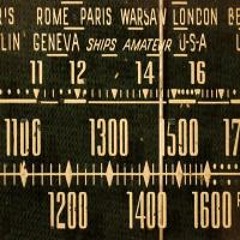 ROME PARIS WARSAW LONDON
GENEVA SHIPS AMATEUR U-S-A
11 12 14 16
1100 1300 1500
1200 1400 1600